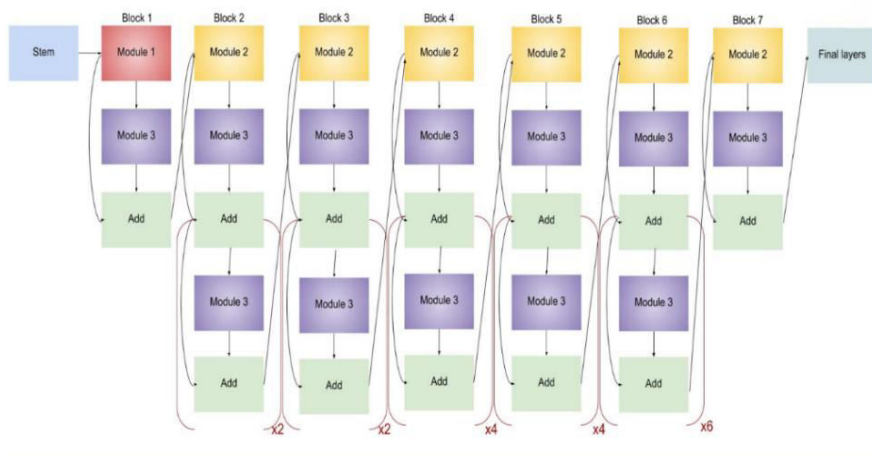 Block 1 Block 2 Block 3 Block 4 Block 5 Block 6 Block 7
Stem Module 1 Module 2 Module 2 Module 2 Module 2 Module 2 Module 2 Final layers
Module 3 Module 3 Module 3 Module 3 Module 3 Module 3 Module 3
Add Add Add Add Add Add Add
Module 3 Module 3 Module 3 Module 3 Module 3
Add Add Add Add Add
x2 x2 x4 x4 x6